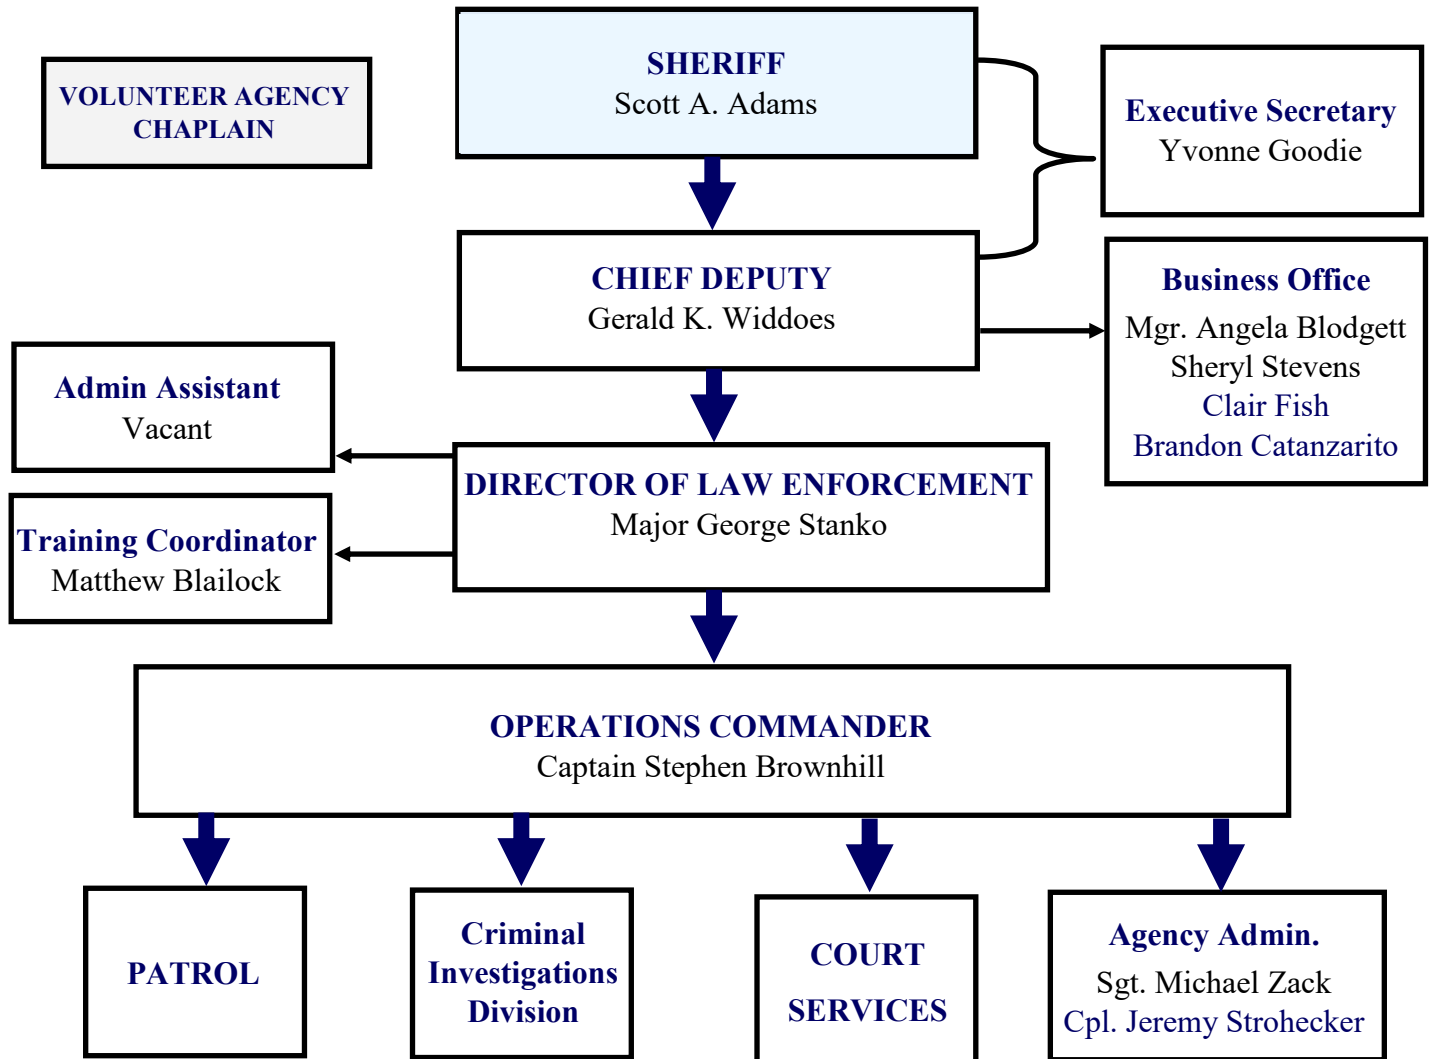 VOLUNTEER AGENCY
CHAPLAIN
SHERIFF
Scott A. Adams
Executive Secretary
Yvonne Goodie
CHIEF DEPUTY
Gerald K. Widdoes
Business Office
Mgr. Angela Blodgett
Sheryl Stevens
Clair Fish
Brandon Catanzarito
Admin Assistant
Vacant
DIRECTOR OF LAW ENFORCEMENT
Major George Stanko
Training Coordinator
Matthew Blailock
OPERATIONS COMMANDER
Captain Stephen Brownhill
PATROL
Criminal
Investigations
Division
COURT
SERVICES
Agency Admin.
Sgt. Michael Zack
Cpl. Jeremy Strohecker